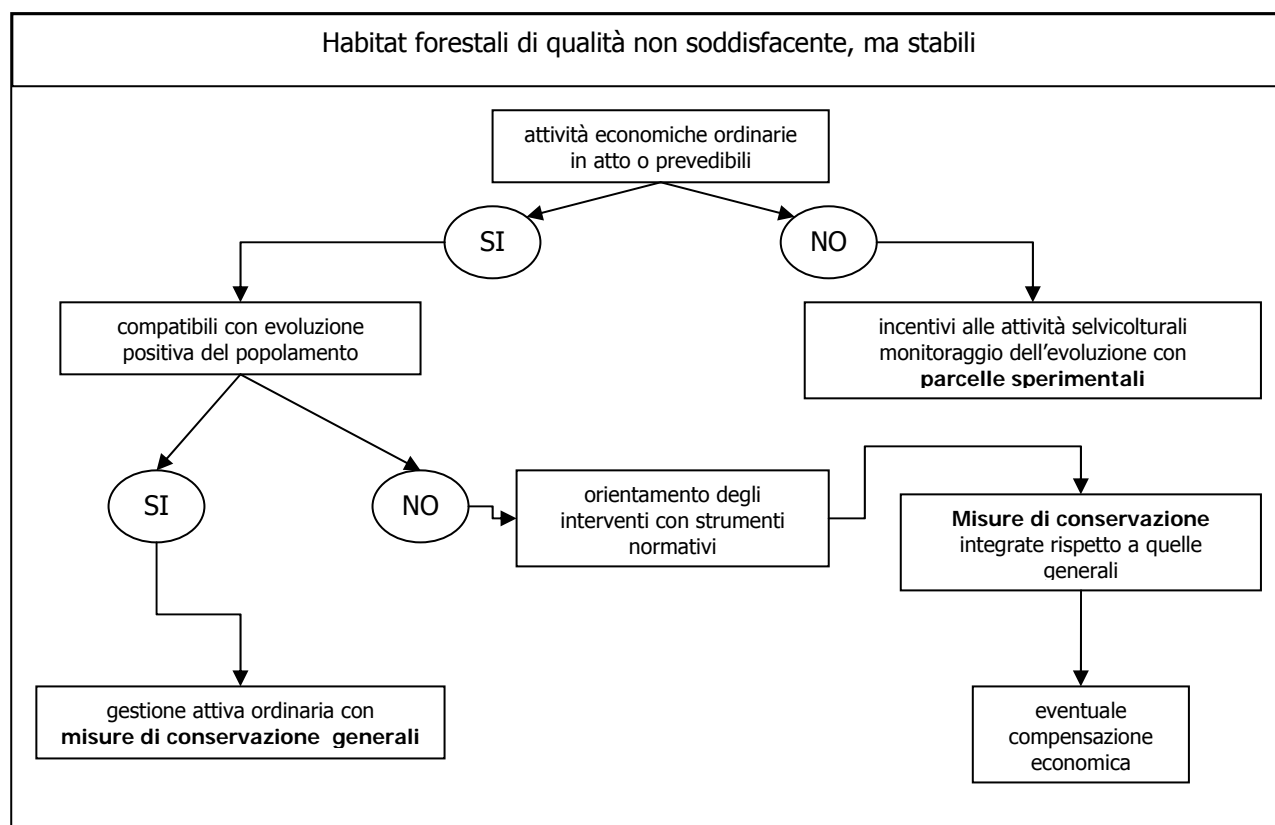 Habitat forestali di qualità non soddisfacente, ma stabili
attività economiche ordinarie
in atto o prevedibili
SI
NO
compatibili con evoluzione
positiva del popolamento
incentivi alle attività selvicolturali
monitoraggio dell'evoluzione con
parcelle sperimentali
SI
NO
orientamento degli
interventi con strumenti
normativi
Misure di conservazione
integrate rispetto a quelle
generali
gestione attiva ordinaria con
misure di conservazione generali
eventuale
compensazione
economica